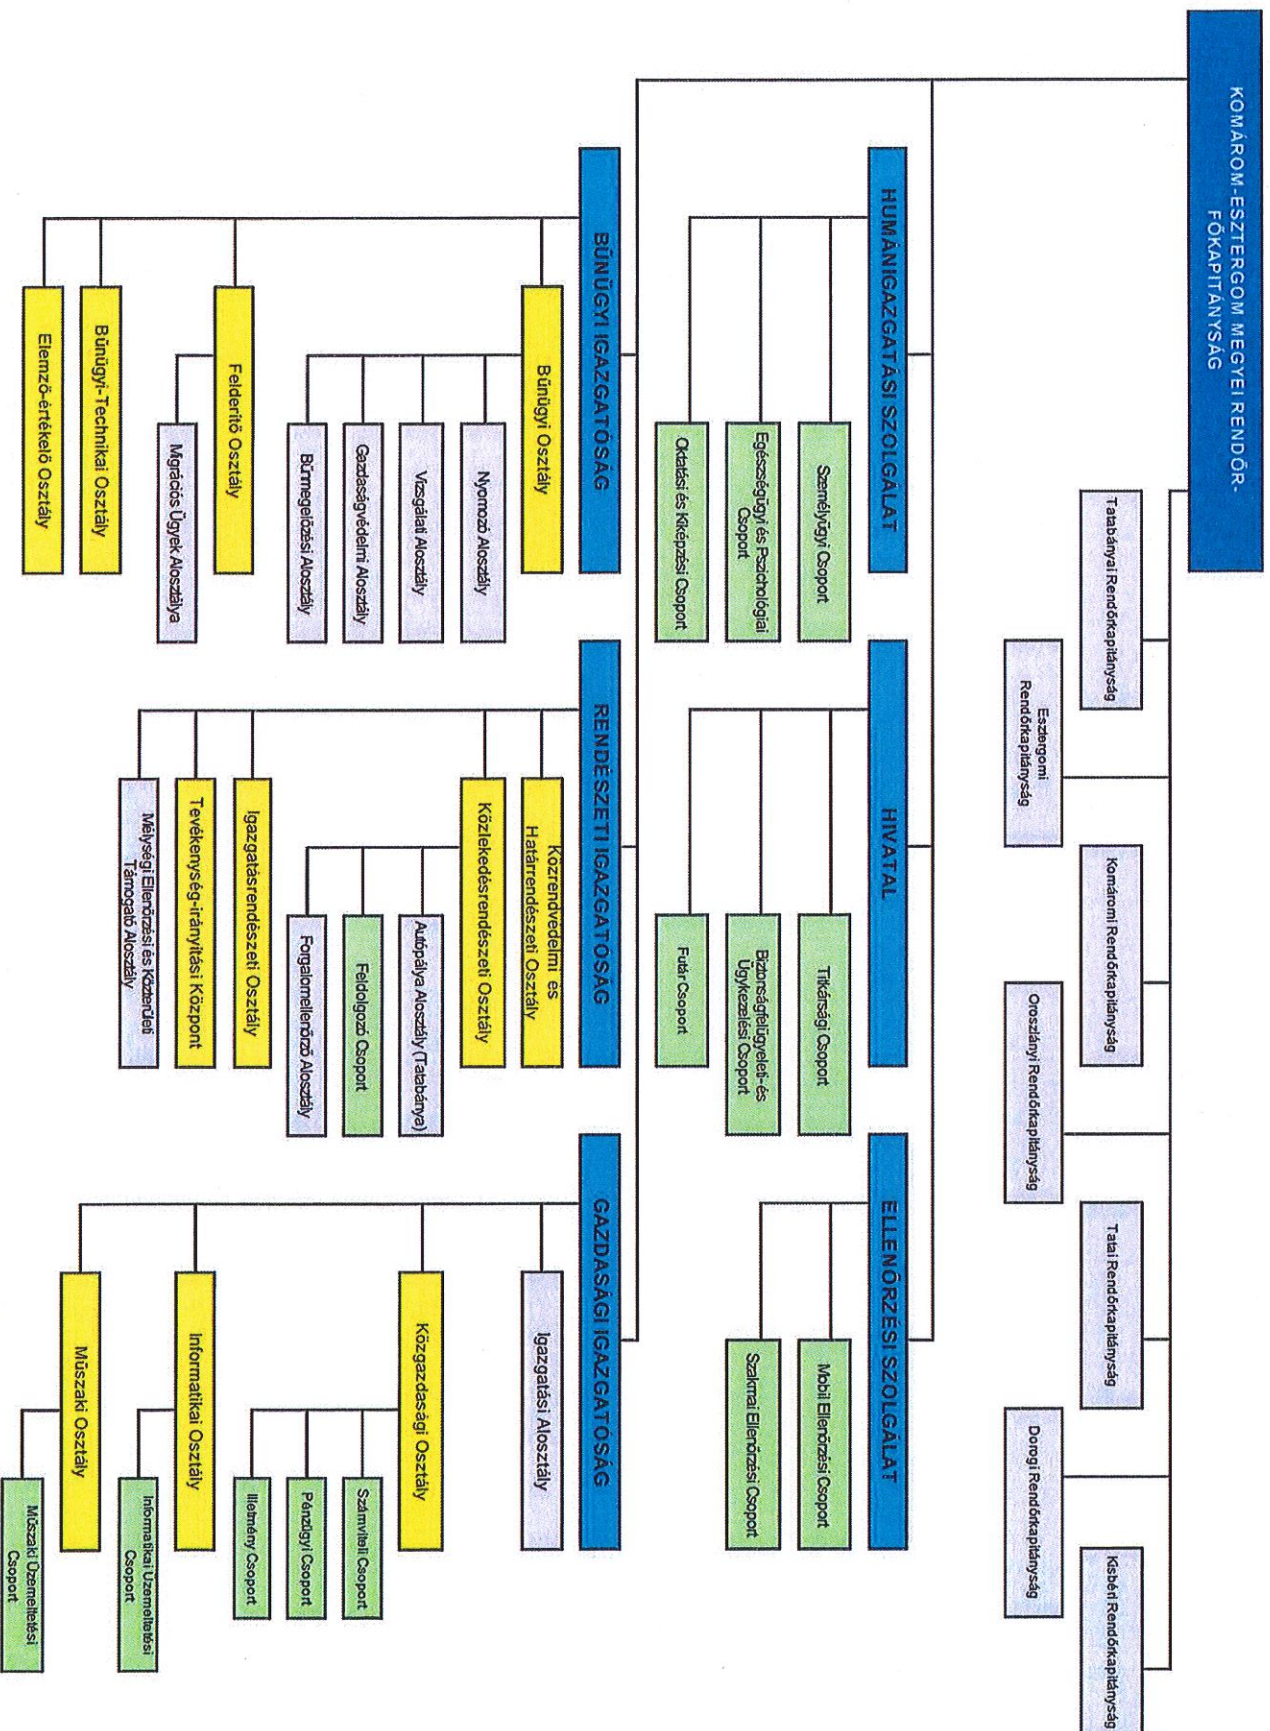 KOMÁROM-ESZTERGOM MEGYEI RENDŐR-
FŐKAPITÁNYSÁG
Tatabányai Rendőrkapitányság
Esztergomi
Rendőrkapitányság
Komáromi Rendőrkapitányság
Oroszlányi Rendőrkapitányság
Tatai Rendőrkapitányság
Dorogi Rendőrkapitányság
Kisbéri Rendőrkapitányság
HUMÁNIGAZGATÁSI SZOLGÁLAT
Személyügyi Csoport
Egészségügyi és Pszichológiai
Csoport
Oktatási és Kiképzési Csoport
HIVATAL
Titkársági Csoport
Biztonságfelügyeleti- és
Ügykezelési Csoport
Futár Csoport
ELLENŐRZÉSI SZOLGÁLAT
Mobil Ellenőrzési Csoport
Szakmai Ellenőrzési Csoport
BŰNÜGYI IGAZGATÓSÁG
Bűnügyi Osztály
Nyomozó Alosztály
Vizsgálati Alosztály
Gazdaságvédelmi Alosztály
Bűnmegelőzési Alosztály
Felderítő Osztály
Migrációs Ügyek Alosztálya
Bűnügyi-Technikai Osztály
Elemző-értékelő Osztály
RENDÉSZETI IGAZGATÓSÁG
Közrendvédelmi és
Határrendészeti Osztály
Közlekedésrendészeti Osztály
Autópálya Alosztály (Tatabánya)
Feldolgozó Csoport
Forgalomellenőrző Alosztály
Igazgatásrendészeti Osztály
Tevékenység-irányítási Központ
Mélységi Ellenőrzési és Közterületi
Támogató Alosztály
GAZDASÁGI IGAZGATÓSÁG
Igazgatási Alosztály
Közgazdasági Osztály
Számviteli Csoport
Pénzügyi Csoport
Illetmény Csoport
Informatikai Osztály
Informatikai Üzemeltetési
Csoport
Műszaki Osztály
Műszaki Üzemeltetési
Csoport